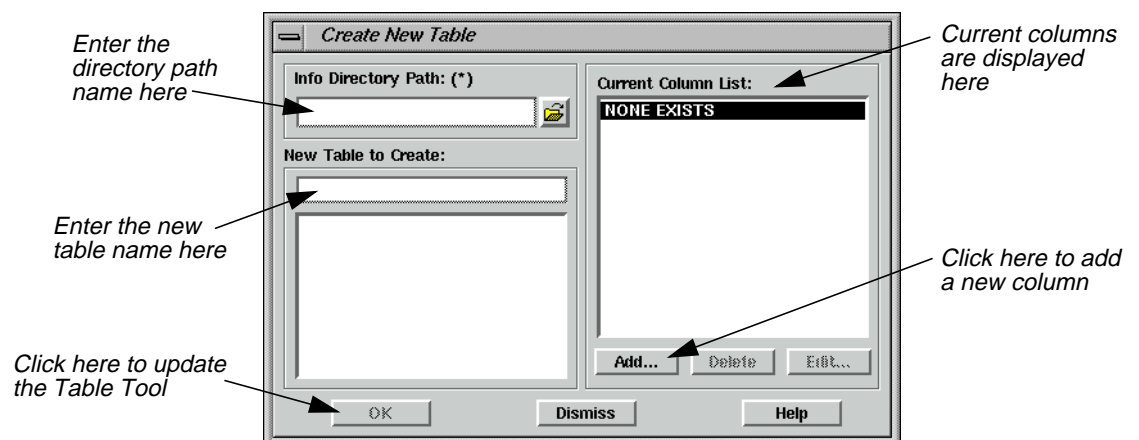 Create New Table
Enter the
directory path
name here
Info Directory Path: (*)
New Table to Create:
Enter the new
table name here
Click here to update
the Table Tool
Current columns
are displayed
here
Current Column List:
NONE EXISTS
Click here to add
a new column
Add...
Delete
Edit...
OK
Dismiss
Help